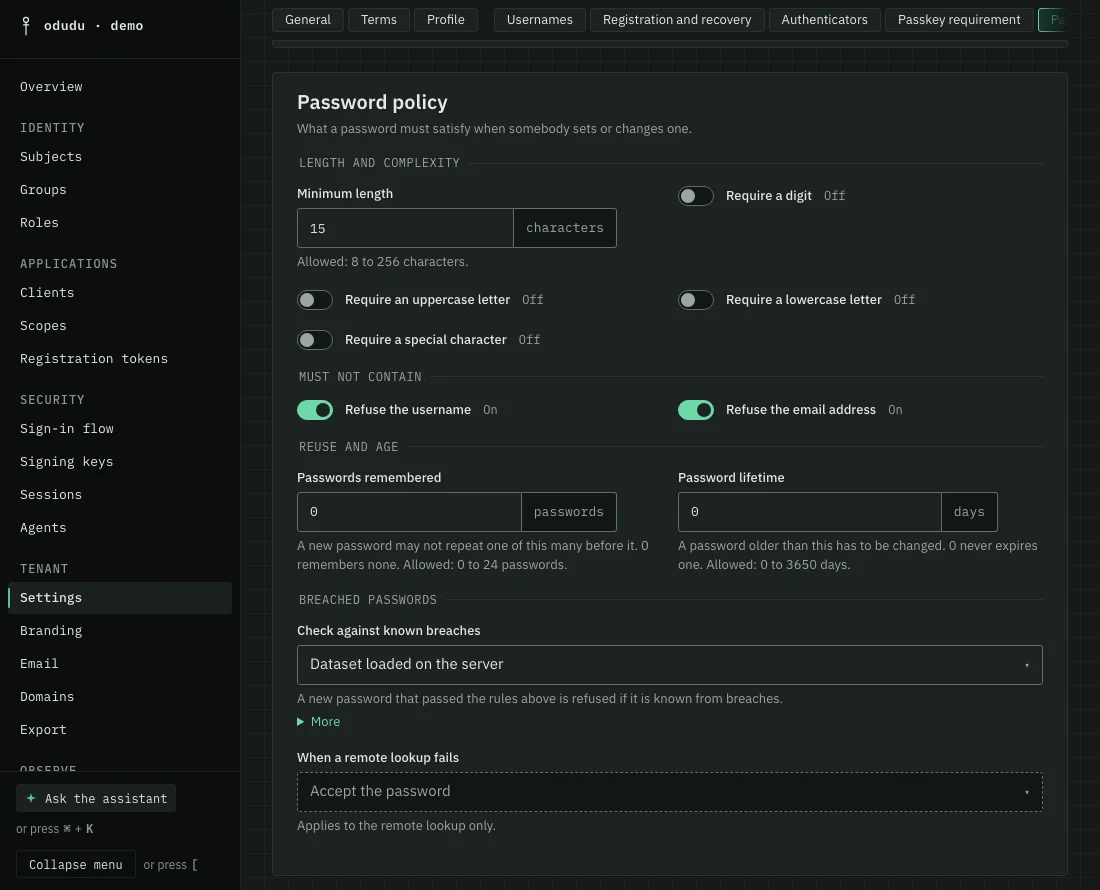 odudu · demo
Overview
IDENTITY
Subjects
Groups
Roles
APPLICATIONS
Clients
Scopes
Registration tokens
SECURITY
Sign-in flow
Signing keys
Sessions
Agents
TENANT
Settings
Branding
Email
Domains
Export
OBSERVE
Ask the assistant
or press ⌘ + K
Collapse menu or press [
General Terms Profile Usernames Registration and recovery Authenticators Passkey requirement Pa
Password policy
What a password must satisfy when somebody sets or changes one.
LENGTH AND COMPLEXITY
Minimum length
15 characters
Allowed: 8 to 256 characters.
Require a digit Off
Require an uppercase letter Off
Require a lowercase letter Off
Require a special character Off
MUST NOT CONTAIN
Refuse the username On
Refuse the email address On
REUSE AND AGE
Passwords remembered
0 passwords
A new password may not repeat one of this many before it. 0
remembers none. Allowed: 0 to 24 passwords.
Password lifetime
0 days
A password older than this has to be changed. 0 never expires
one. Allowed: 0 to 3650 days.
BREACHED PASSWORDS
Check against known breaches
Dataset loaded on the server
A new password that passed the rules above is refused if it is known from breaches.
More
When a remote lookup fails
Accept the password
Applies to the remote lookup only.